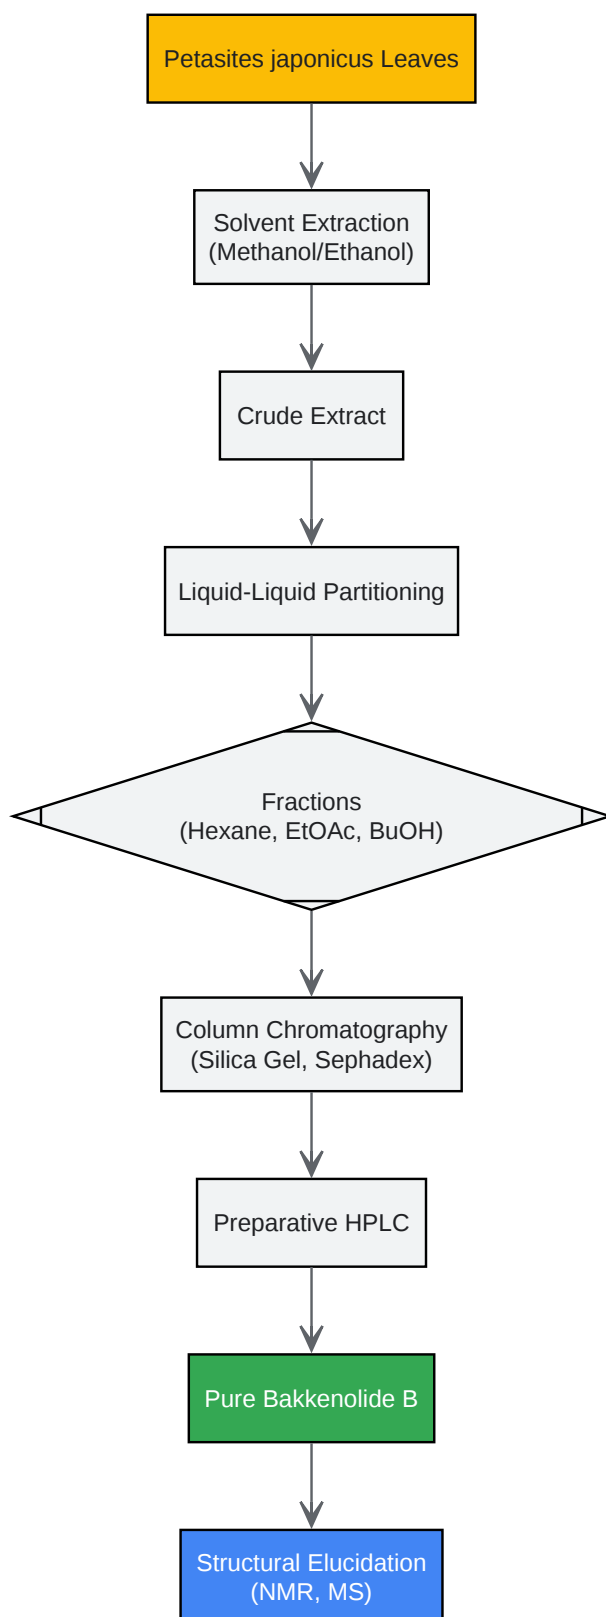 Petasites japonicus Leaves
Solvent Extraction
(Methanol/Ethanol)
Crude Extract
Liquid-Liquid Partitioning
Fractions
(Hexane, EtOAc, BuOH)
Column Chromatography
(Silica Gel, Sephadex)
Preparative HPLC
Pure Bakkenolide B
Structural Elucidation
(NMR, MS)